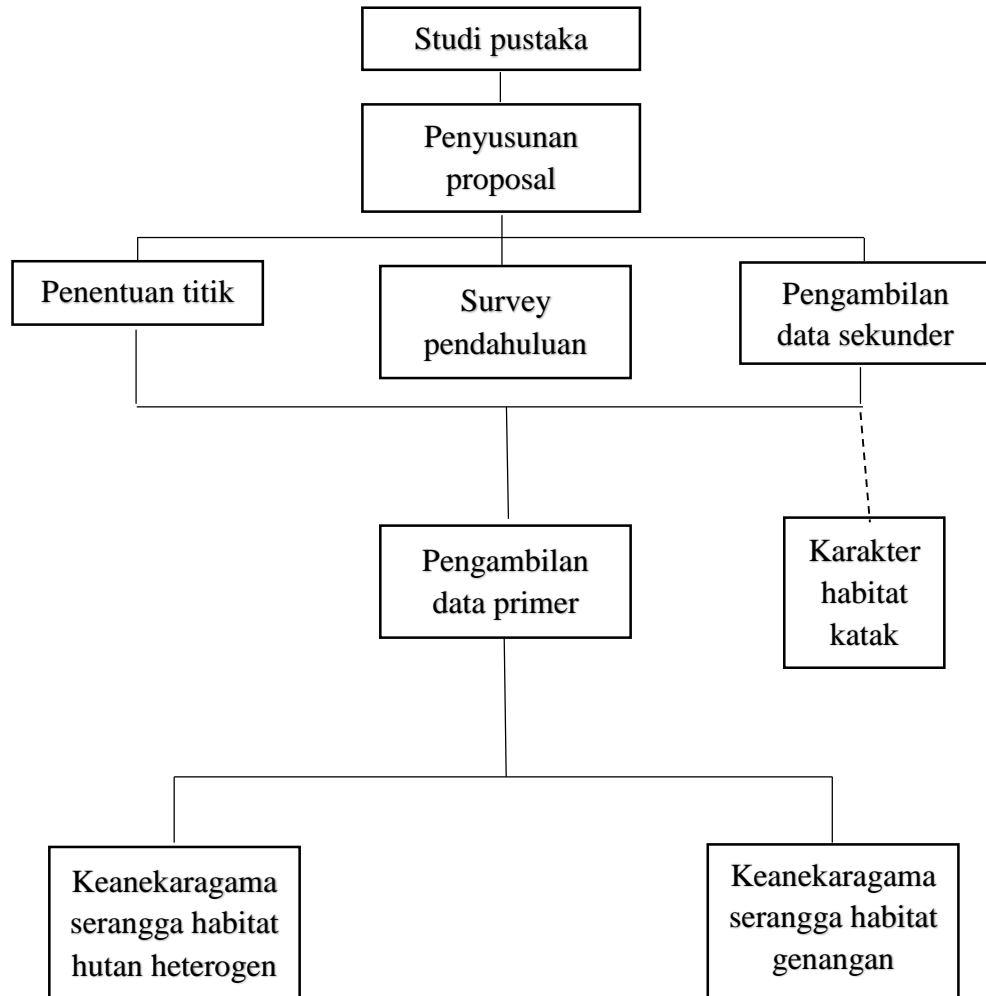 Studi pustaka
Penyusunan
proposal
Penentuan titik
Survey
pendahuluan
Pengambilan
data sekunder
Pengambilan
data primer
Karakter
habitat
katak
Keanekaragama
serangga habitat
hutan heterogen
Keanekaragama
serangga habitat
genangan